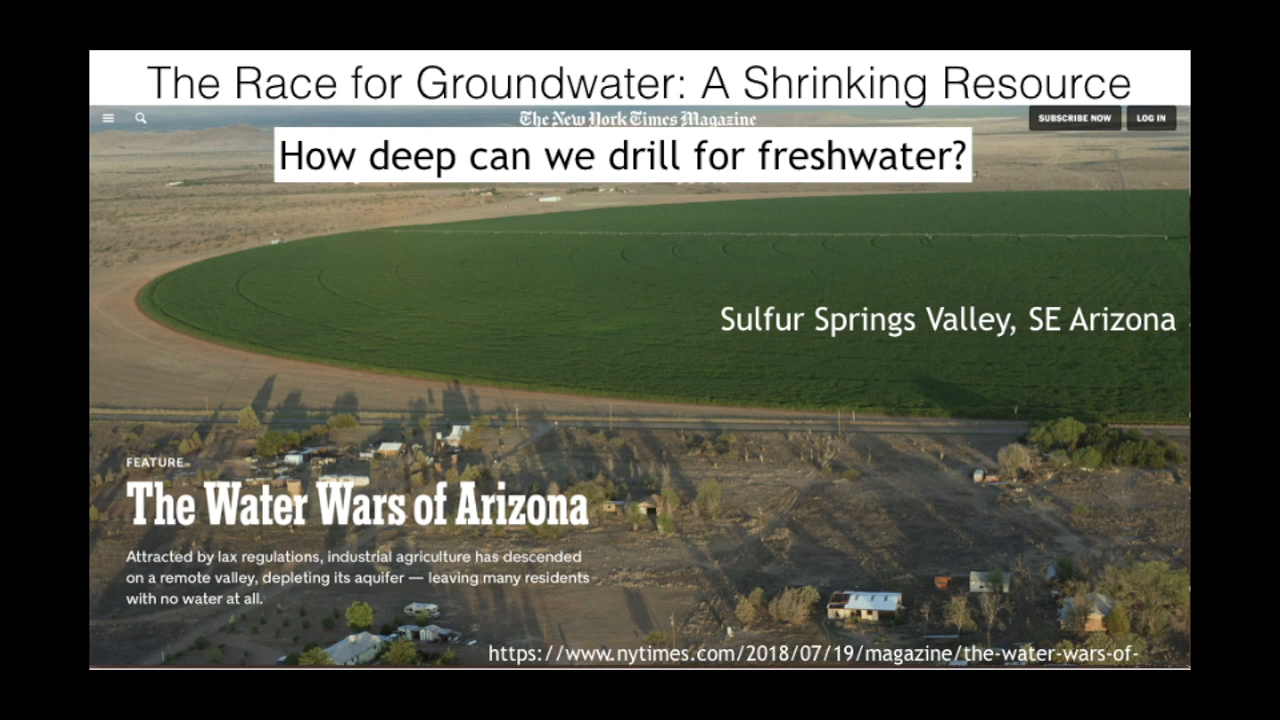 The Race for Groundwater: A Shrinking Resource
The New York Times Magazine
SUBSCRIBE NOW
LOG IN
How deep can we drill for freshwater?
Sulfur Springs Valley, SE Arizona
FEATURE
The Water Wars of Arizona
Attracted by lax regulations, industrial agriculture has descended
on a remote valley, depleting its aquifer — leaving many residents
with no water at all.
https://www.nytimes.com/2018/07/19/magazine/the-water-wars-of-